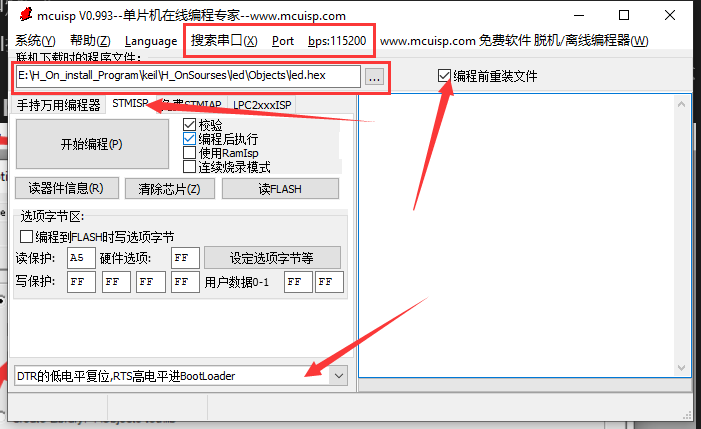 mcuisp V0.993--单片机在线编程专家--www.mcuisp.com
系统(Y) 帮助(Z) Language 搜索串口(X) Port bps:115200 www.mcuisp.com 免费软件 脱机/离线编程器(W)
联机下载时的程序文件:
E:\H_On_install_Program\keil\H_OnSourses\led\Objects\led.hex ... 编程前重装文件
手持万用编程器 STMISP 免费STMIAP LPC2xxxISP
开始编程(P)
校验
编程后执行
使用RamIsp
连续烧录模式
读器件信息(R) 清除芯片(Z) 读FLASH
选项字节区:
编程到FLASH时写选项字节
读保护: A5 硬件选项: FF 设定选项字节等
写保护: FF FF FF FF 用户数据0-1 FF FF
DTR的低电平复位,RTS高电平进BootLoader